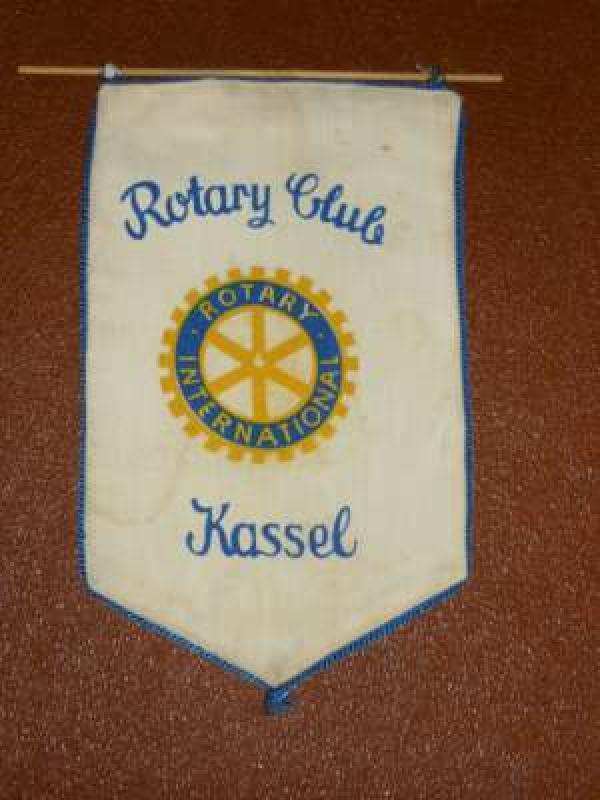 Rotary Club
ROTARY
INTERNATIONAL
Kassel